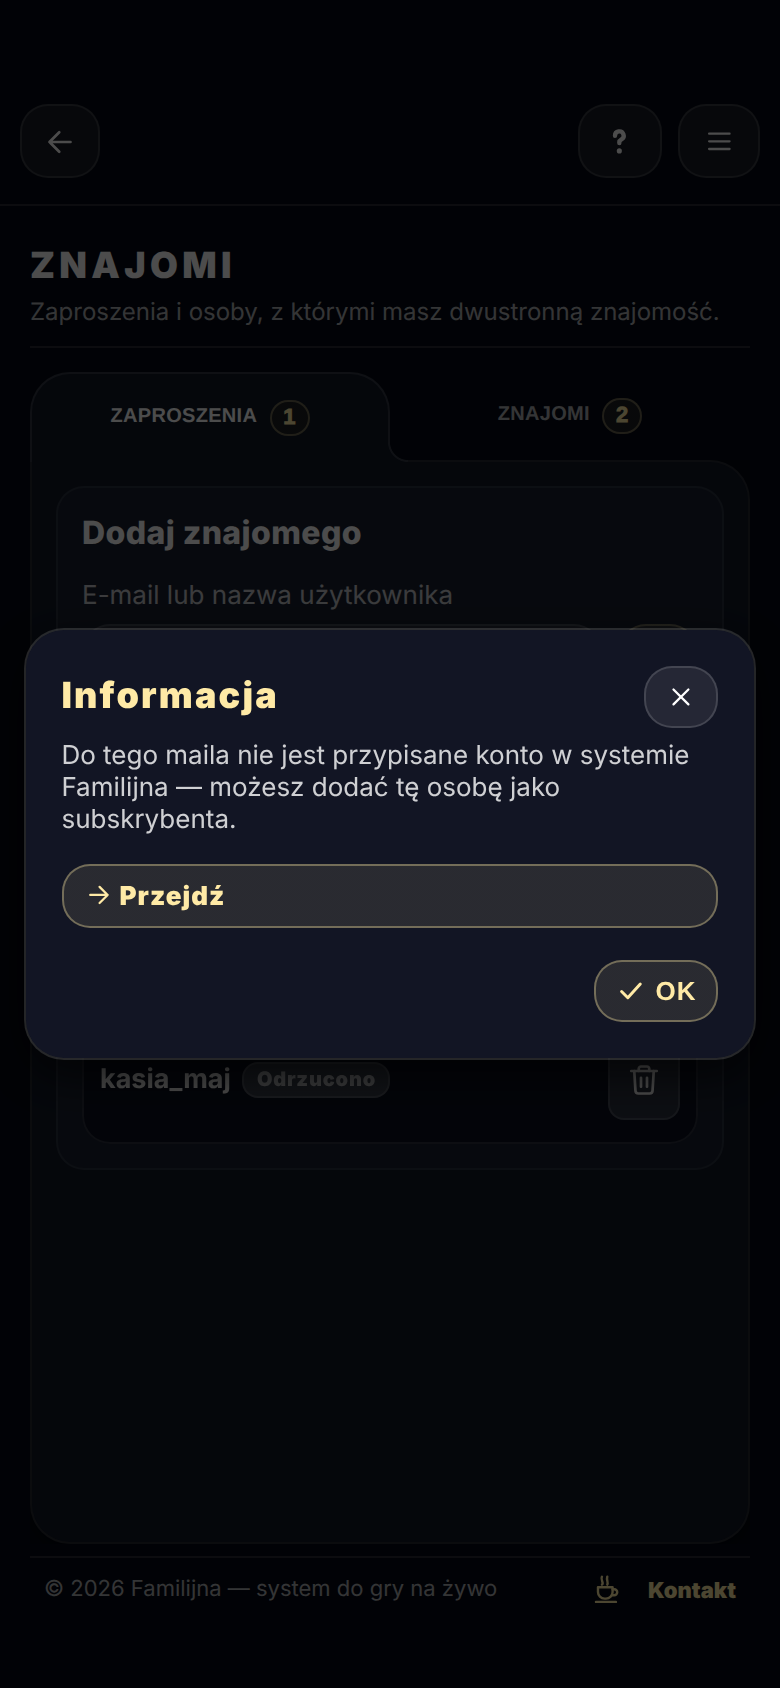 ?
ZNAJOMI
Zaproszenia i osoby, z którymi masz dwustronną znajomość.
ZAPROSZENIA 1
ZNAJOMI 2
Dodaj znajomego
E-mail lub nazwa użytkownika
Informacja
Do tego maila nie jest przypisane konto w systemie
Familijna — możesz dodać tę osobę jako
subskrybenta.
Przejdź
OK
kasia_maj Odrzucono
© 2026 Familijna — system do gry na żywo
Kontakt